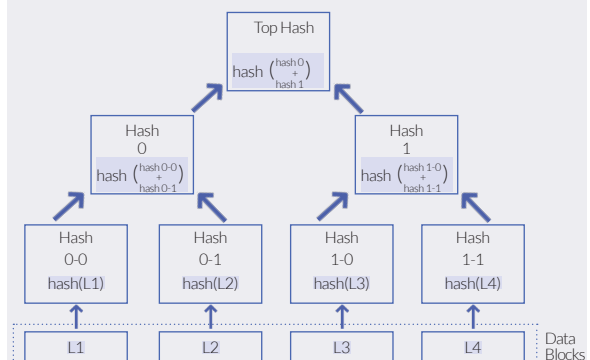 Top Hash
hash ( hash 0
+
hash 1 )
Hash
0
hash ( hash 0-0
+
hash 0-1 )
Hash
1
hash ( hash 1-0
+
hash 1-1 )
Hash
0-0
hash(L1)
Hash
0-1
hash(L2)
Hash
1-0
hash(L3)
Hash
1-1
hash(L4)
L1
L2
L3
L4
Data
Blocks